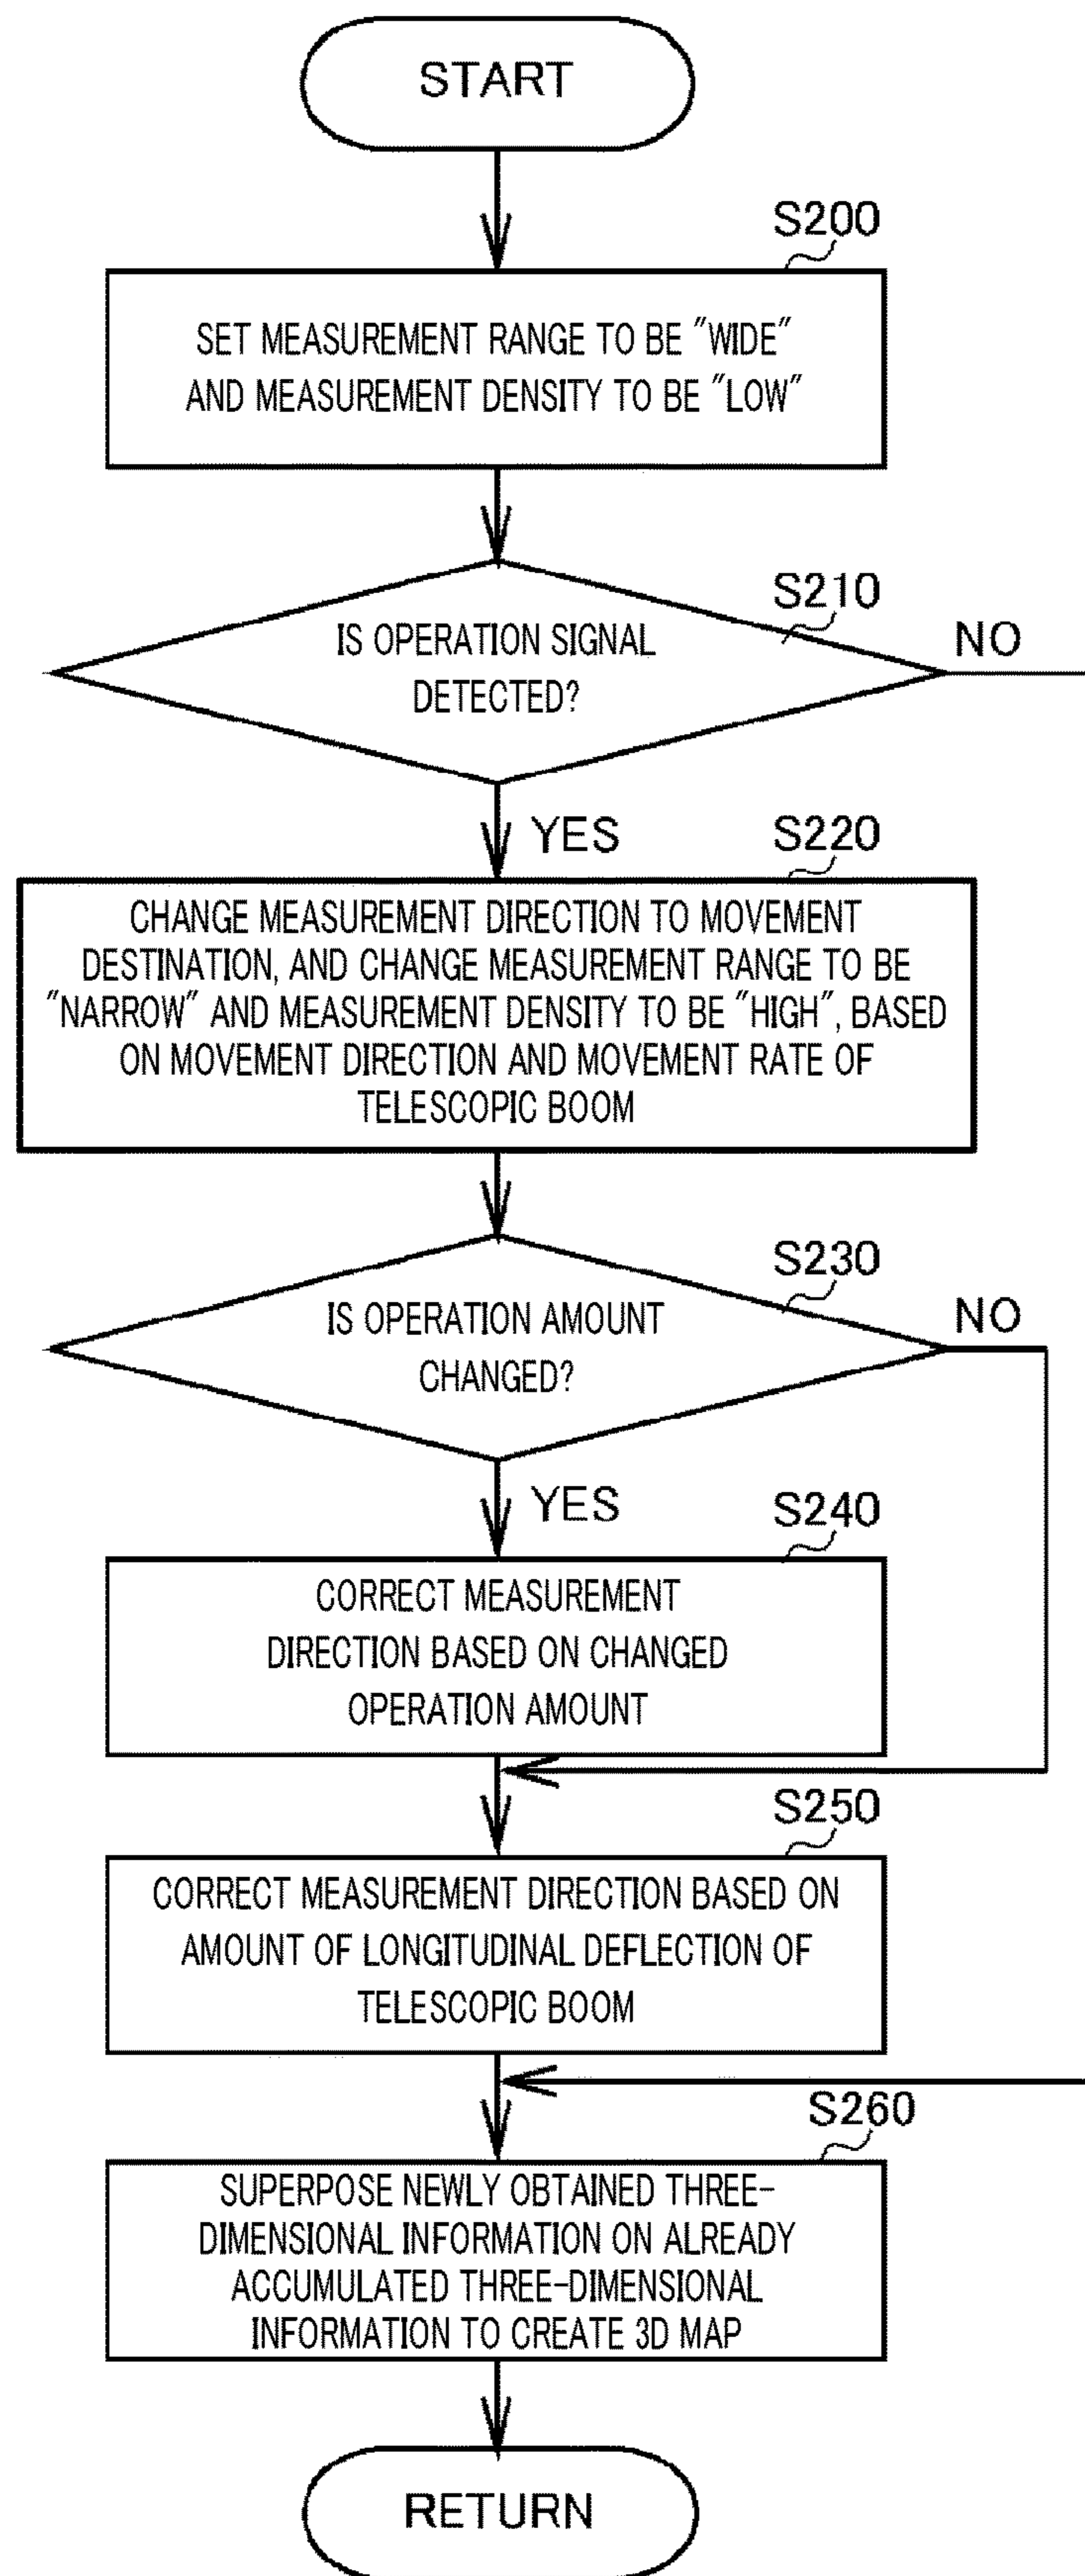 START
S200
SET MEASUREMENT RANGE TO BE "WIDE"
AND MEASUREMENT DENSITY TO BE "LOW"
S210
IS OPERATION SIGNAL
DETECTED?
NO
YES
S220
CHANGE MEASUREMENT DIRECTION TO MOVEMENT
DESTINATION, AND CHANGE MEASUREMENT RANGE TO BE
"NARROW" AND MEASUREMENT DENSITY TO BE "HIGH", BASED
ON MOVEMENT DIRECTION AND MOVEMENT RATE OF
TELESCOPIC BOOM
S230
IS OPERATION AMOUNT
CHANGED?
NO
YES
S240
CORRECT MEASUREMENT
DIRECTION BASED ON CHANGED
OPERATION AMOUNT
S250
CORRECT MEASUREMENT DIRECTION BASED ON
AMOUNT OF LONGITUDINAL DEFLECTION OF
TELESCOPIC BOOM
S260
SUPERPOSE NEWLY OBTAINED THREE-
DIMENSIONAL INFORMATION ON ALREADY
ACCUMULATED THREE-DIMENSIONAL
INFORMATION TO CREATE 3D MAP
RETURN